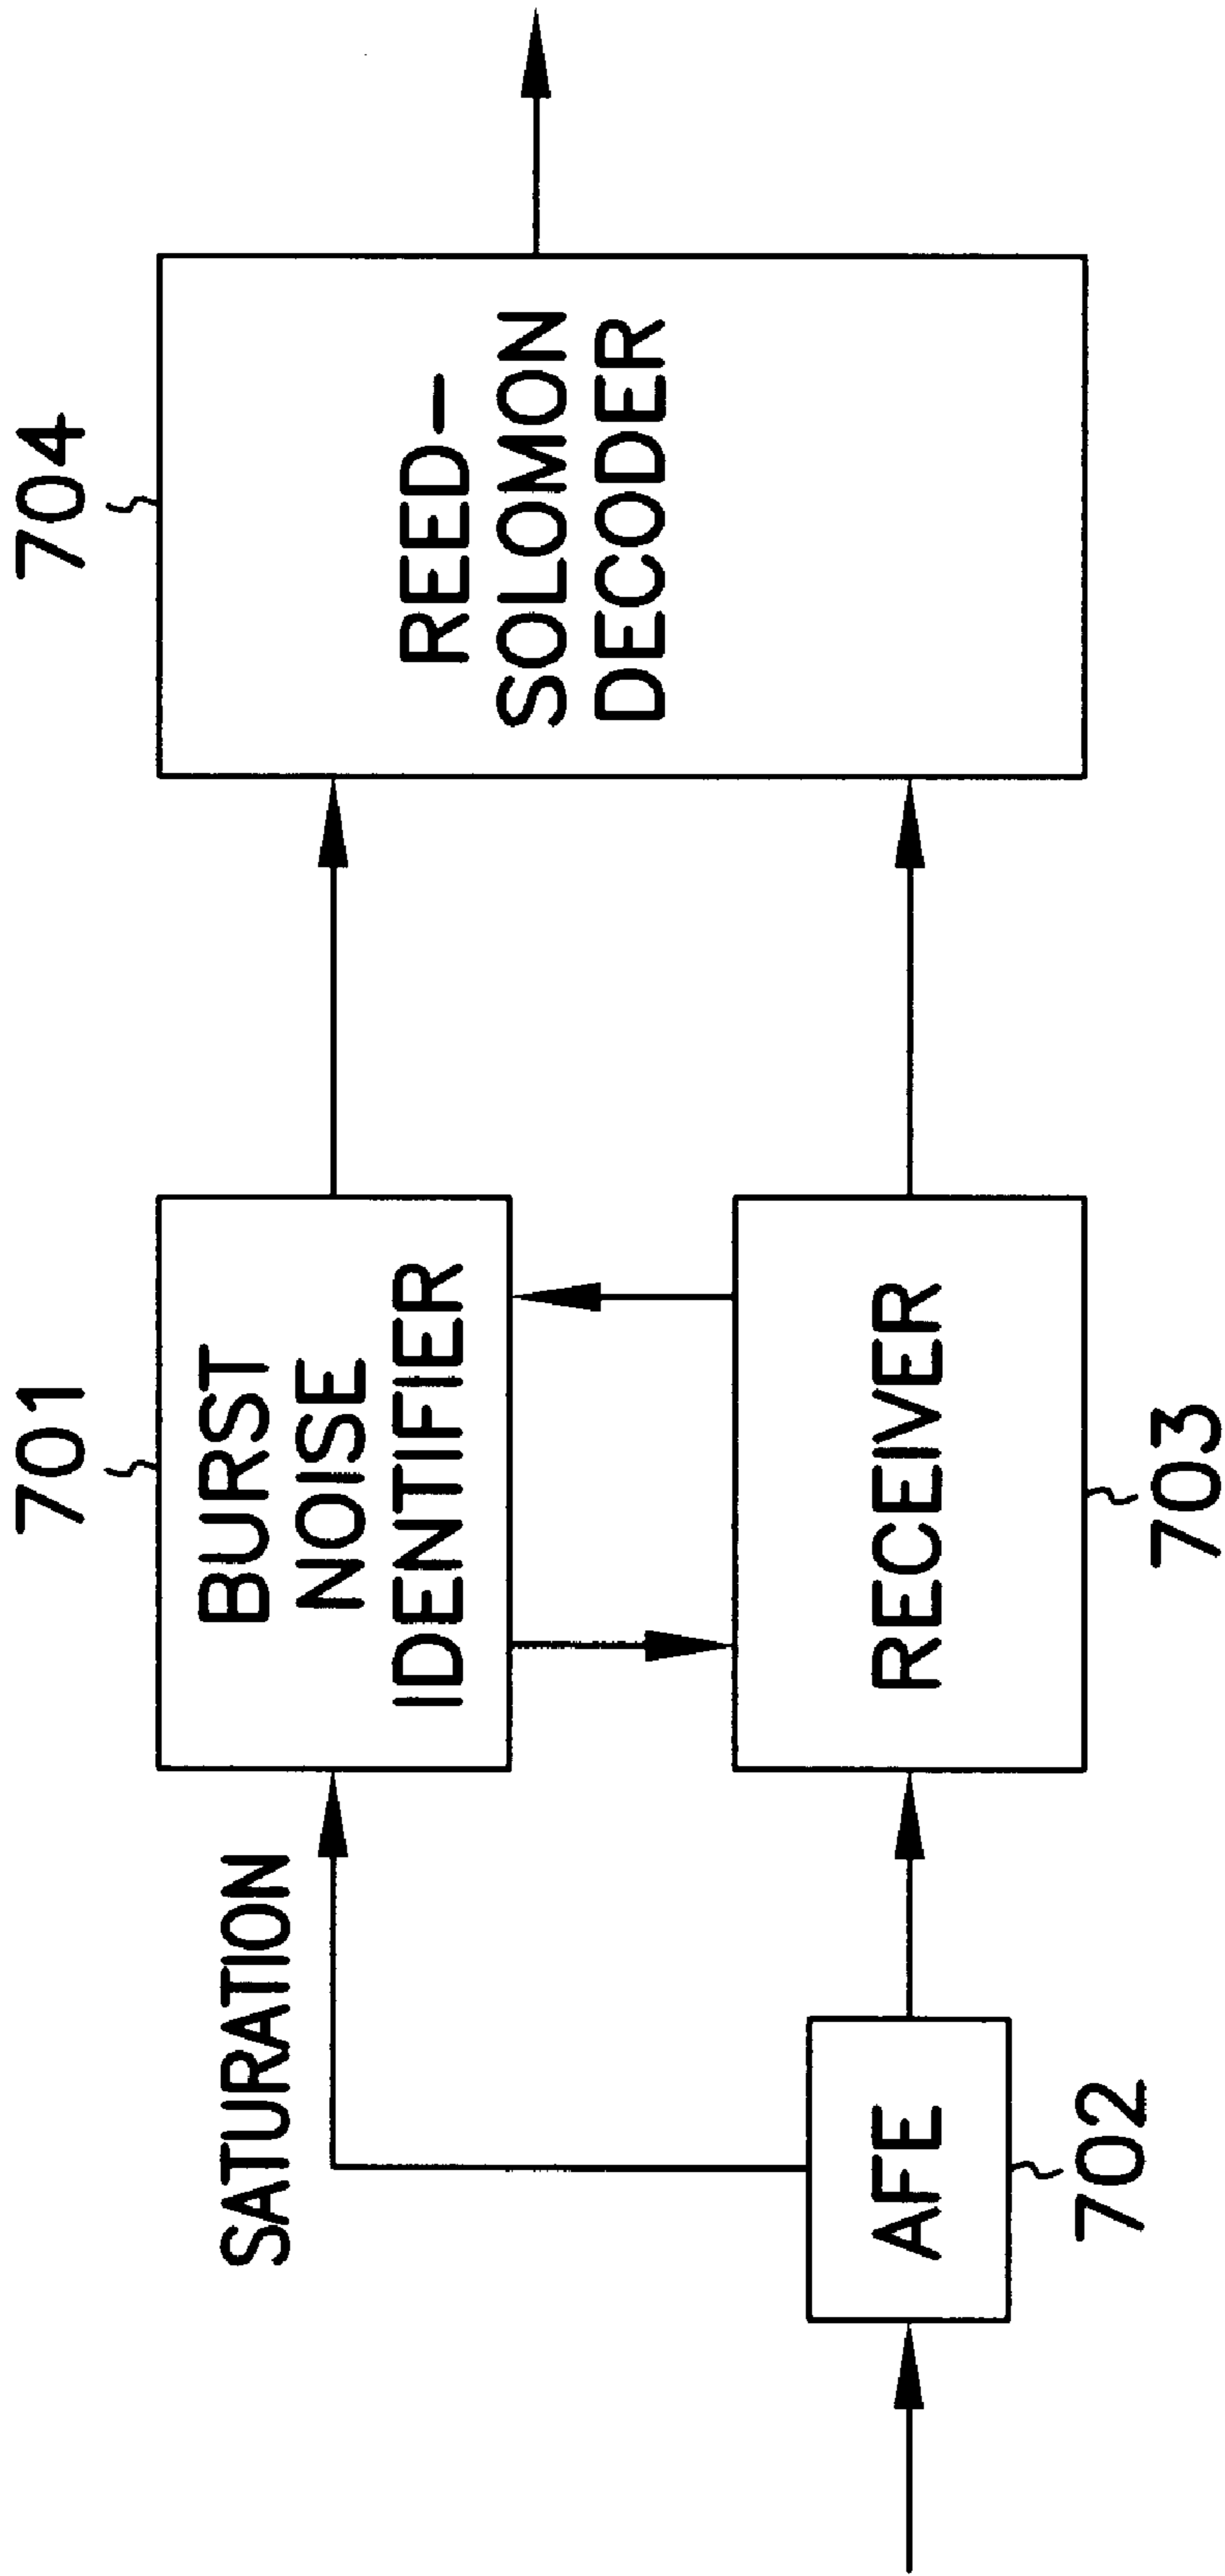 704
REED-
SOLOMON
DECODER
701
BURST
NOISE
IDENTIFIER
RECEIVER
703
SATURATION
AFE
702